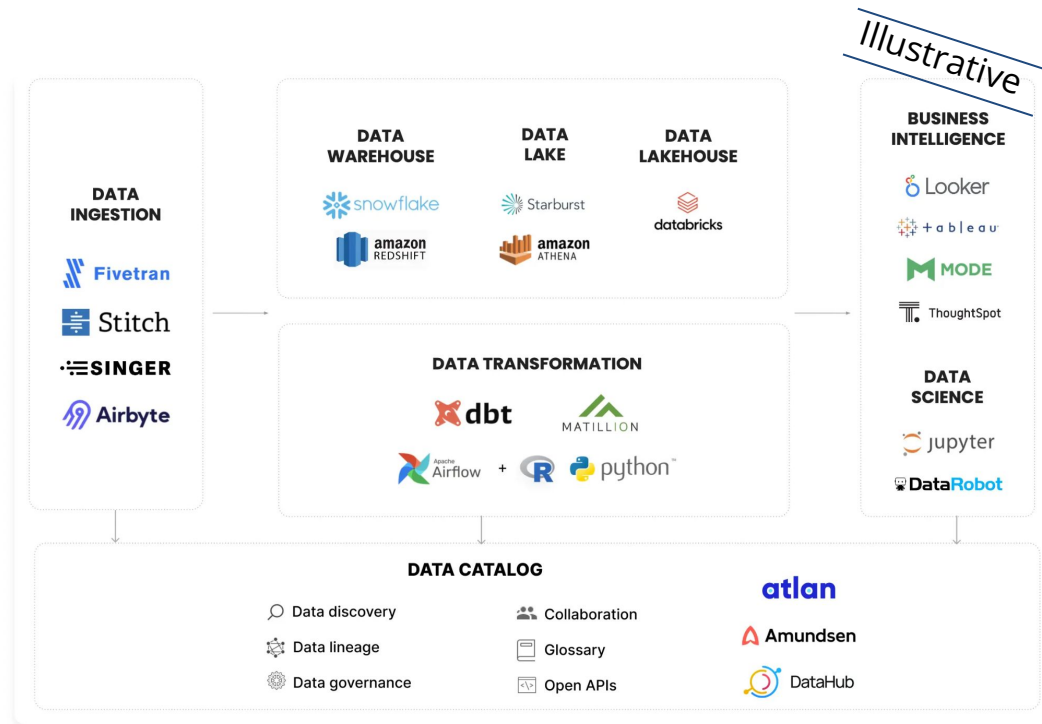 Illustrative
DATA
INGESTION
Fivetran
Stitch
SINGER
Airbyte
DATA
WAREHOUSE
snowflake
amazon
REDSHIFT
DATA
LAKE
Starburst
amazon
ATHENA
DATA
LAKEHOUSE
databricks
DATA TRANSFORMATION
dbt
MATILLION
Apache
Airflow
+
R
python™
BUSINESS
INTELLIGENCE
Looker
+ableau
MODE
T.
ThoughtSpot
DATA
SCIENCE
jupyter
DataRobot
DATA CATALOG
Data discovery
Data lineage
Data governance
Collaboration
Glossary
</>
Open APIs
atlan
Amundsen
DataHub